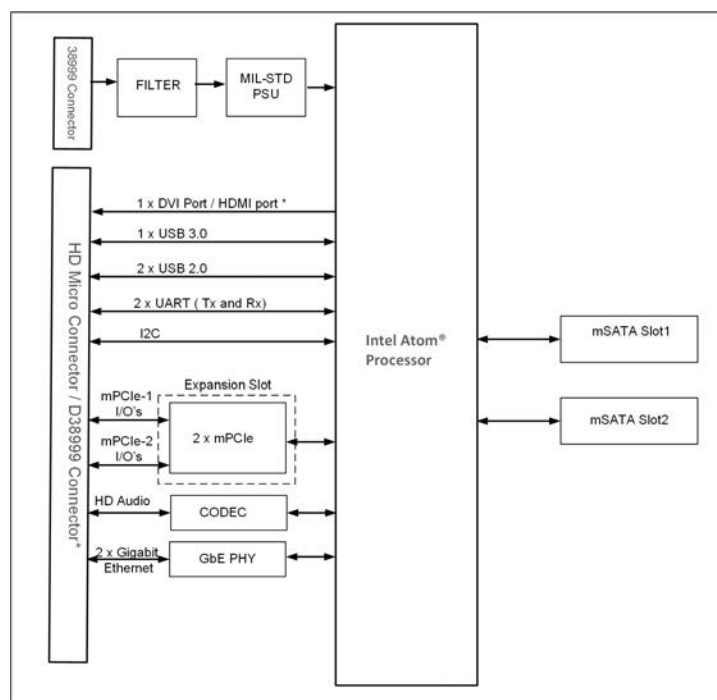 38999 Connector
FILTER
MIL-STD
PSU
1 x DVI Port / HDMI port *
1 x USB 3.0
2 x USB 2.0
2 x UART ( Tx and Rx)
I2C
HD Micro Connector / D38999 Connector*
Intel Atom®
Processor
mSATA Slot1
mSATA Slot2
Expansion Slot
mPCIe-1
I/O's
2 x mPCIe
mPCIe-2
I/O's
HD Audio
CODEC
2 x Gigabit
Ethernet
GbE PHY